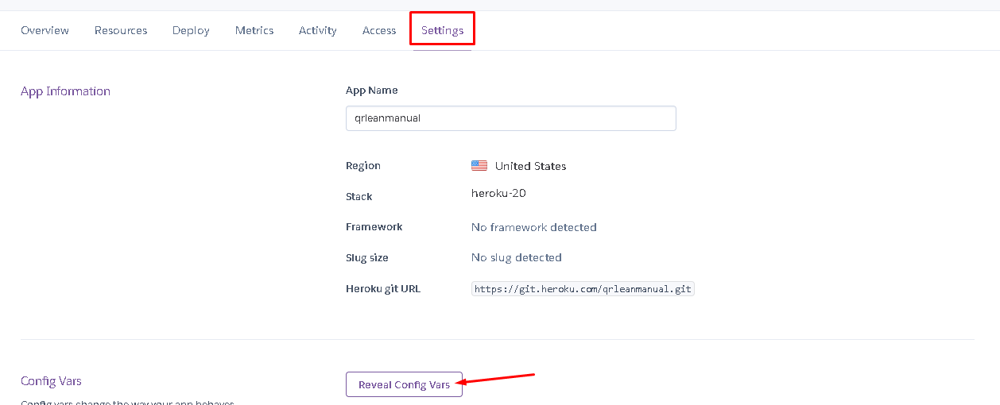 Overview Resources Deploy Metrics Activity Access Settings
App Information
App Name
qrleanmanual
Region United States
Stack heroku-20
Framework No framework detected
Slug size No slug detected
Heroku git URL https://git.heroku.com/qrleanmanual.git
Config Vars
Reveal Config Vars
Config vars change the way your app behaves.